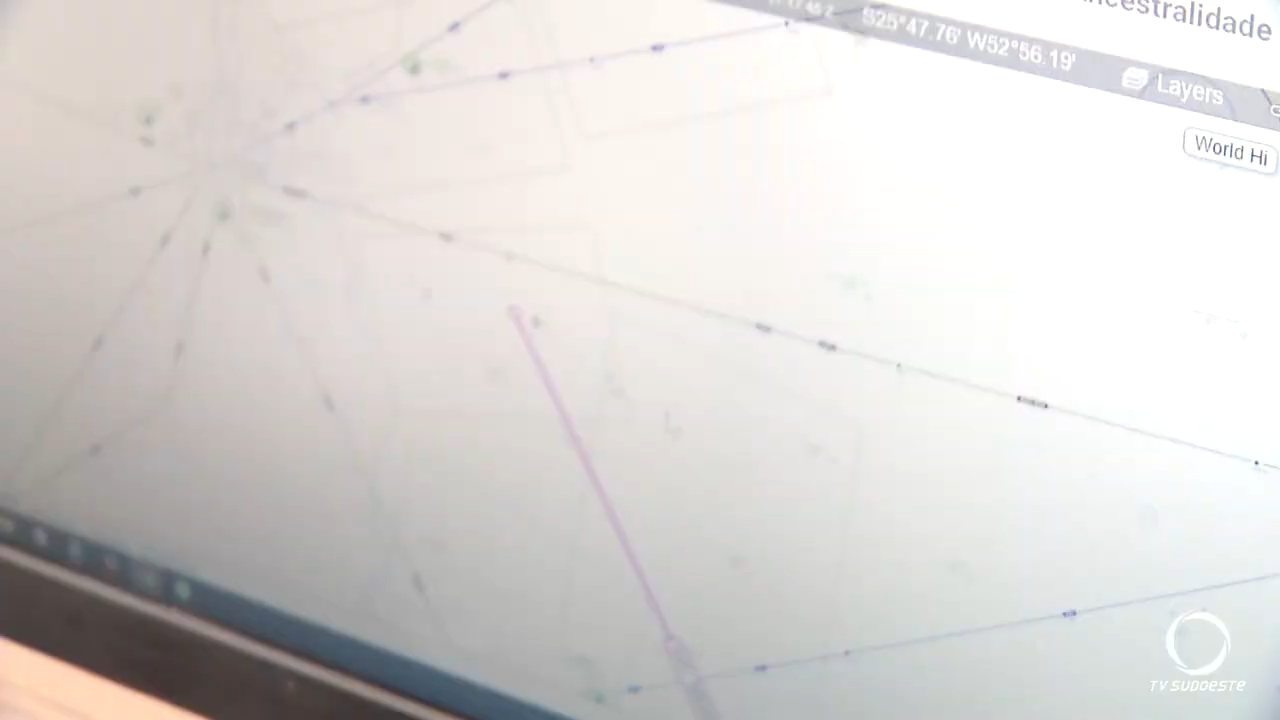 ncestralidade
S25°47.76' W52°56.19'
Layers
World Hi
TV SUDOESTE